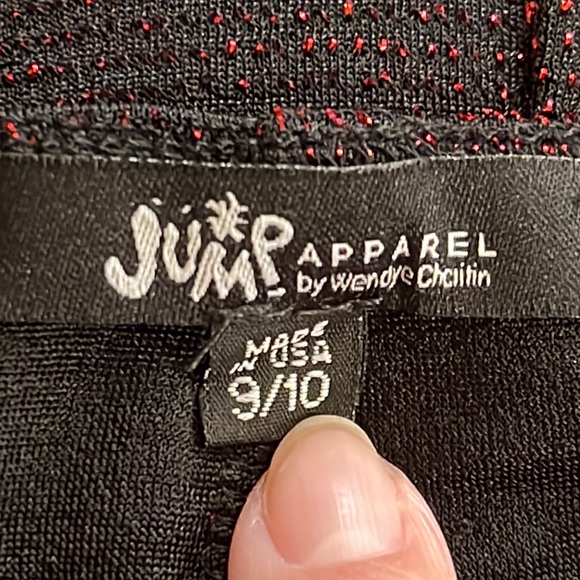 JUMP APPAREL
by Wendye Chaitin
MADE
IN USA
9/10